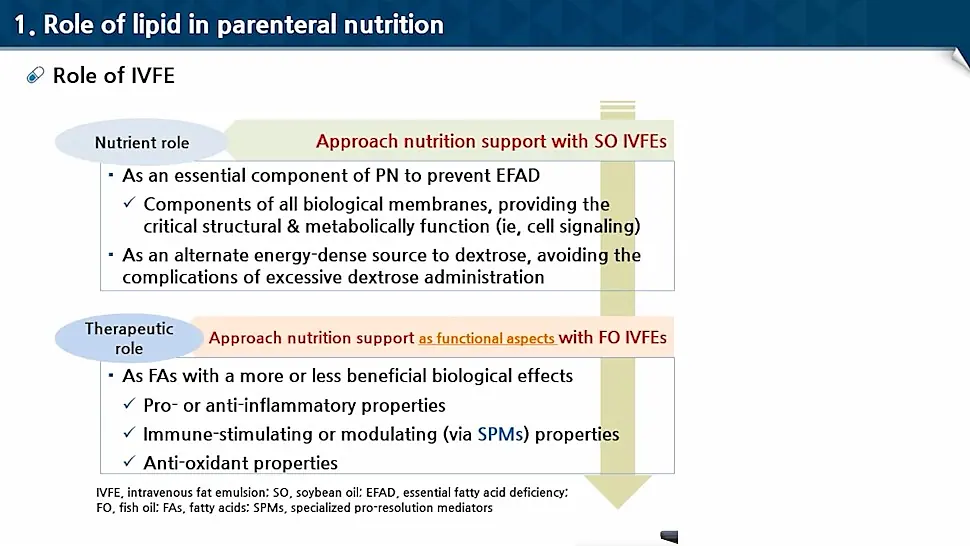 1. Role of lipid in parenteral nutrition
Role of IVFE
Nutrient role
Approach nutrition support with SO IVFEs
▪ As an essential component of PN to prevent EFAD
✓ Components of all biological membranes, providing the
critical structural & metabolically function (ie, cell signaling)
▪ As an alternate energy-dense source to dextrose, avoiding the
complications of excessive dextrose administration
Therapeutic
role
Approach nutrition support as functional aspects with FO IVFEs
▪ As FAs with a more or less beneficial biological effects
✓ Pro- or anti-inflammatory properties
✓ Immune-stimulating or modulating (via SPMs) properties
✓ Anti-oxidant properties
IVFE, intravenous fat emulsion; SO, soybean oil; EFAD, essential fatty acid deficiency;
FO, fish oil; FAs, fatty acids; SPMs, specialized pro-resolution mediators